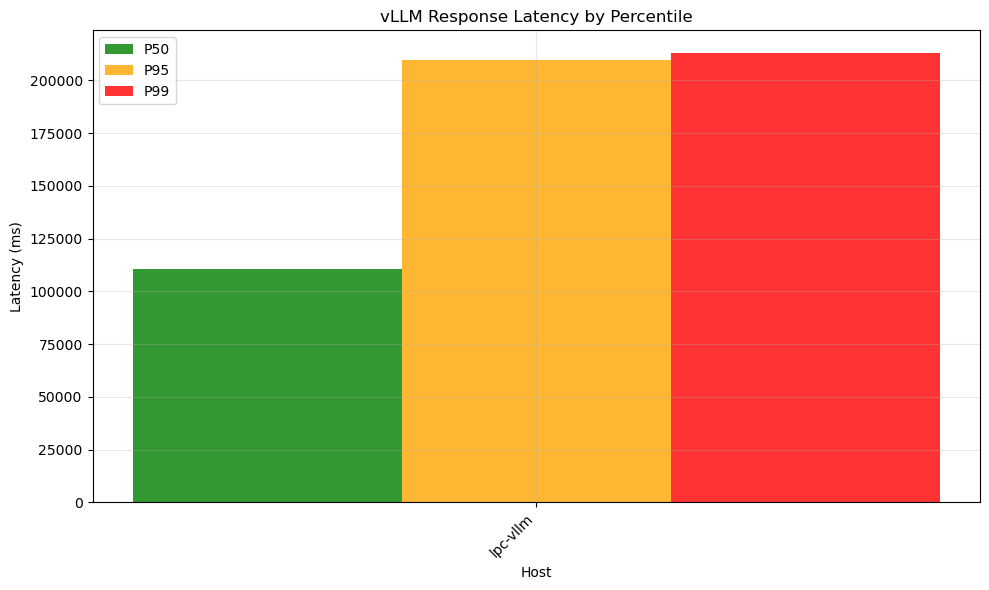 vLLM Response Latency by Percentile
P50
P95
P99
Latency (ms)
200000
175000
150000
125000
100000
75000
50000
25000
0
lpc-vllm
Host